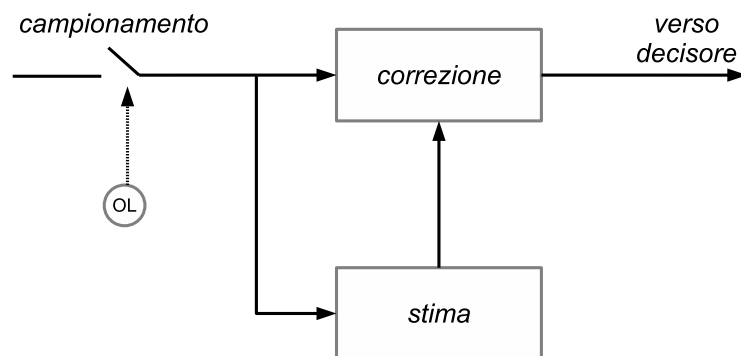 campionamento
verso
decisore
correzione
OL
stima